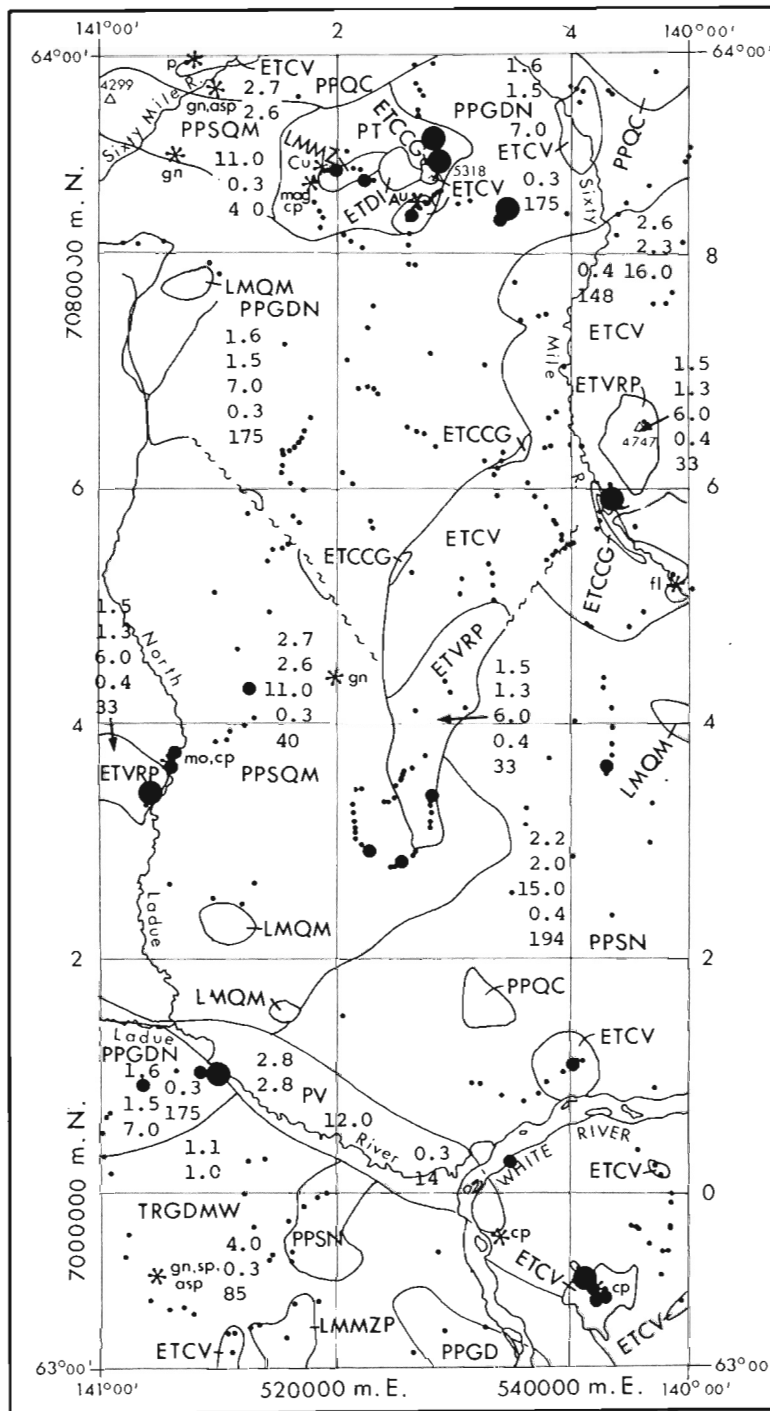 141°00' 2 4 140°00'
64°00' 64°00'
p ETCV
4299
Sixty Mile R.
gn,asp
2.7
2.6
PPQC
1.6
1.5
7.0
PPGDN
ETCV
PPQC
PPSQM
gn
11.0
0.3
4 0
LMMZP
PT
ETCCG
Cu
mag
cp
ETDI
Au
5318
ETCV
0.3
175
Sixty
2.6
2.3
0.4 16.0
148
7080000 m. N.
8
LMQM
PPGDN
1.6
1.5
7.0
0.3
175
Mile
ETCV
ETVRP
4747
1.5
1.3
6.0
0.4
33
ETCCG
6 6
R.
ETCV
ETCCG
ETCCG
fl
1.5
1.3
6.0
0.4
33
North
2.7
2.6
11.0
0.3
40
gn
ETVRP
1.5
1.3
6.0
0.4
33
4 4
ETVRP
mo,cp
PPSQM
LMQM
Ladue
2.2
2.0
15.0
0.4
194
PPSN
LMQM
2 2
LMQM
PPQC
Ladue
PPGDN
1.6
0.3
1.5
175
7.0
2.8
2.8
PV
12.0
River
0.3
14
ETCV
WHITE RIVER
1.1
1.0
ETCV
7000000 m. N.
0
TRGDMW
4.0
0.3
85
gn,sp,
asp
PPSN
cp
ETCV
cp
ETCV
LMMZP
PPGD
ETCV
63°00' 63°00'
141°00' 520000 m. E. 540000 m. E. 140°00'